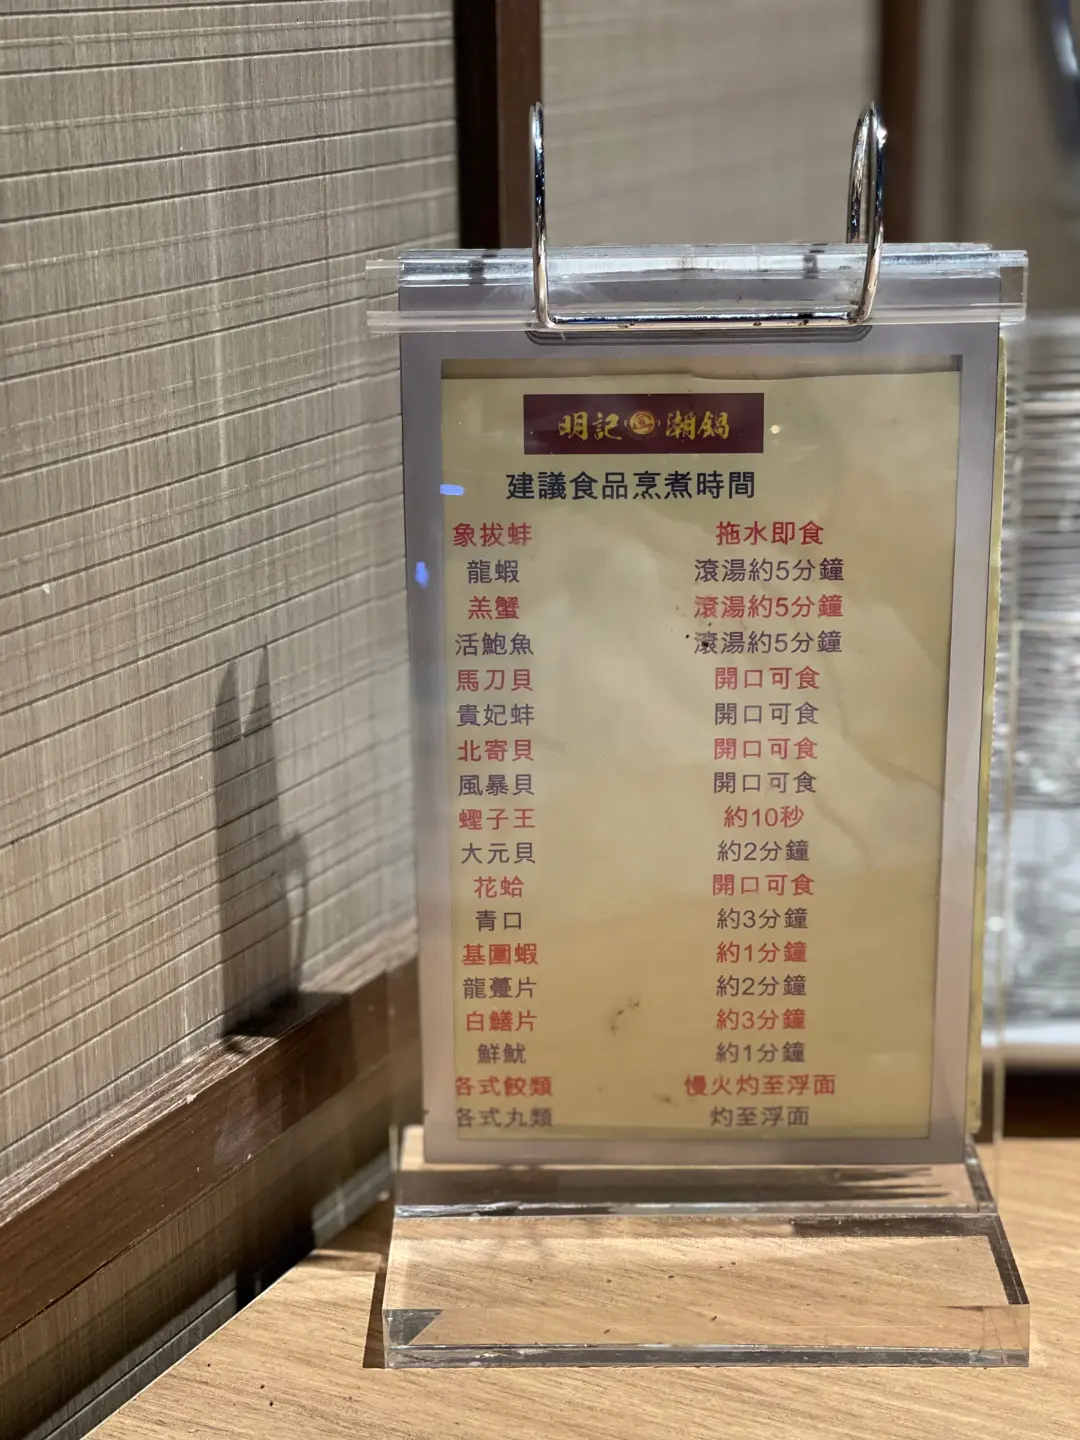 明記潮鍋
建議食品烹煮時間
象拔蚌 拖水即食
龍蝦 滾湯約5分鐘
羔蟹 滾湯約5分鐘
活鮑魚 滾湯約5分鐘
馬刀貝 開口可食
貴妃蚌 開口可食
北寄貝 開口可食
風暴貝 開口可食
蟶子王 約10秒
大元貝 約2分鐘
花蛤 開口可食
青口 約3分鐘
基圍蝦 約1分鐘
龍躉片 約2分鐘
白鱔片 約3分鐘
鮮魷 約1分鐘
各式餃類 慢火灼至浮面
各式丸類 灼至浮面